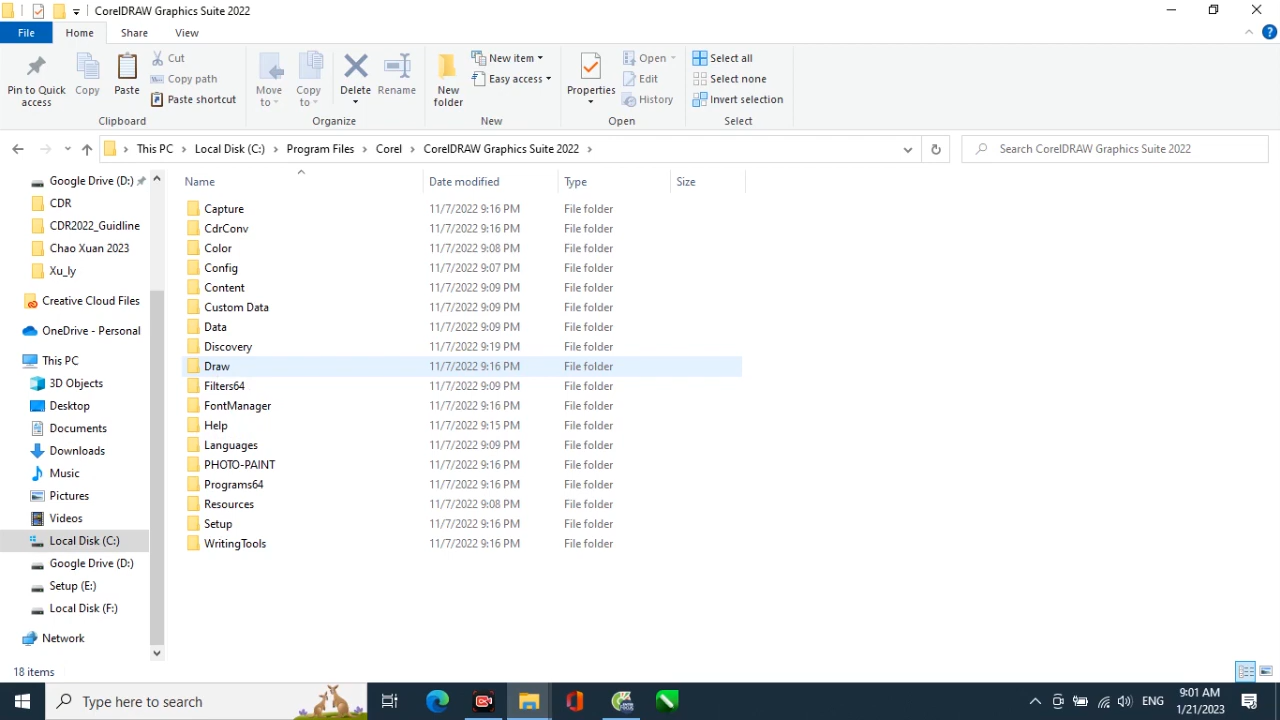 CorelDRAW Graphics Suite 2022
File Home Share View
Pin to Quick access
Copy
Paste
Cut
Copy path
Paste shortcut
Clipboard
Move to
Copy to
Delete
Rename
Organize
New folder
New item
Easy access
New
Properties
Open
Edit
History
Open
Select all
Select none
Invert selection
Select
This PC Local Disk (C:) Program Files Corel CorelDRAW Graphics Suite 2022
Search CorelDRAW Graphics Suite 2022
Google Drive (D:)
CDR
CDR2022_Guidline
Chao Xuan 2023
Xu_ly
Creative Cloud Files
OneDrive - Personal
This PC
3D Objects
Desktop
Documents
Downloads
Music
Pictures
Videos
Local Disk (C:)
Google Drive (D:)
Setup (E:)
Local Disk (F:)
Network
Name Date modified Type Size
Capture 11/7/2022 9:16 PM File folder
CdrConv 11/7/2022 9:16 PM File folder
Color 11/7/2022 9:08 PM File folder
Config 11/7/2022 9:07 PM File folder
Content 11/7/2022 9:09 PM File folder
Custom Data 11/7/2022 9:09 PM File folder
Data 11/7/2022 9:09 PM File folder
Discovery 11/7/2022 9:19 PM File folder
Draw 11/7/2022 9:16 PM File folder
Filters64 11/7/2022 9:09 PM File folder
FontManager 11/7/2022 9:16 PM File folder
Help 11/7/2022 9:15 PM File folder
Languages 11/7/2022 9:09 PM File folder
PHOTO-PAINT 11/7/2022 9:16 PM File folder
Programs64 11/7/2022 9:16 PM File folder
Resources 11/7/2022 9:08 PM File folder
Setup 11/7/2022 9:16 PM File folder
WritingTools 11/7/2022 9:16 PM File folder
18 items
Type here to search
ENG
9:01 AM
1/21/2023